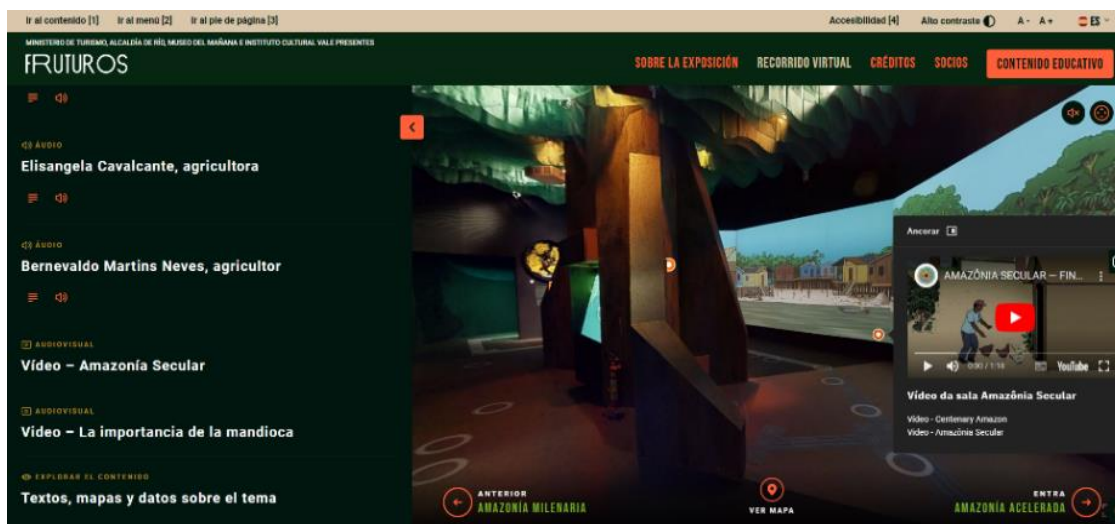 Ir al contenido [1] Ir al menú [2] Ir al pie de página [3] Accesibilidad [4] Alto contraste A- A+ ES
MINISTERIO DE TURISMO, ALCALDÍA DE RÍO, MUSEO DEL MAÑANA E INSTITUTO CULTURAL VALE PRESENTES
FRUTUROS
SOBRE LA EXPOSICIÓN RECORRIDO VIRTUAL CRÉDITOS SOCIOS CONTENIDO EDUCATIVO
AUDIO
Elisangela Cavalcante, agricultora
AUDIO
Bernevaldo Martins Neves, agricultor
AUDIOVISUAL
Vídeo – Amazonía Secular
AUDIOVISUAL
Video – La importancia de la mandioca
EXPLORAR EL CONTENIDO
Textos, mapas y datos sobre el tema
Ancorar
AMAZÔNIA SECULAR – FIN...
0:00 / 1:16 YouTube
Vídeo da sala Amazônia Secular
Video - Centenary Amazon
Video - Amazônia Secular
ANTERIOR
AMAZONÍA MILENARIA
VER MAPA
ENTRA
AMAZONÍA ACELERADA